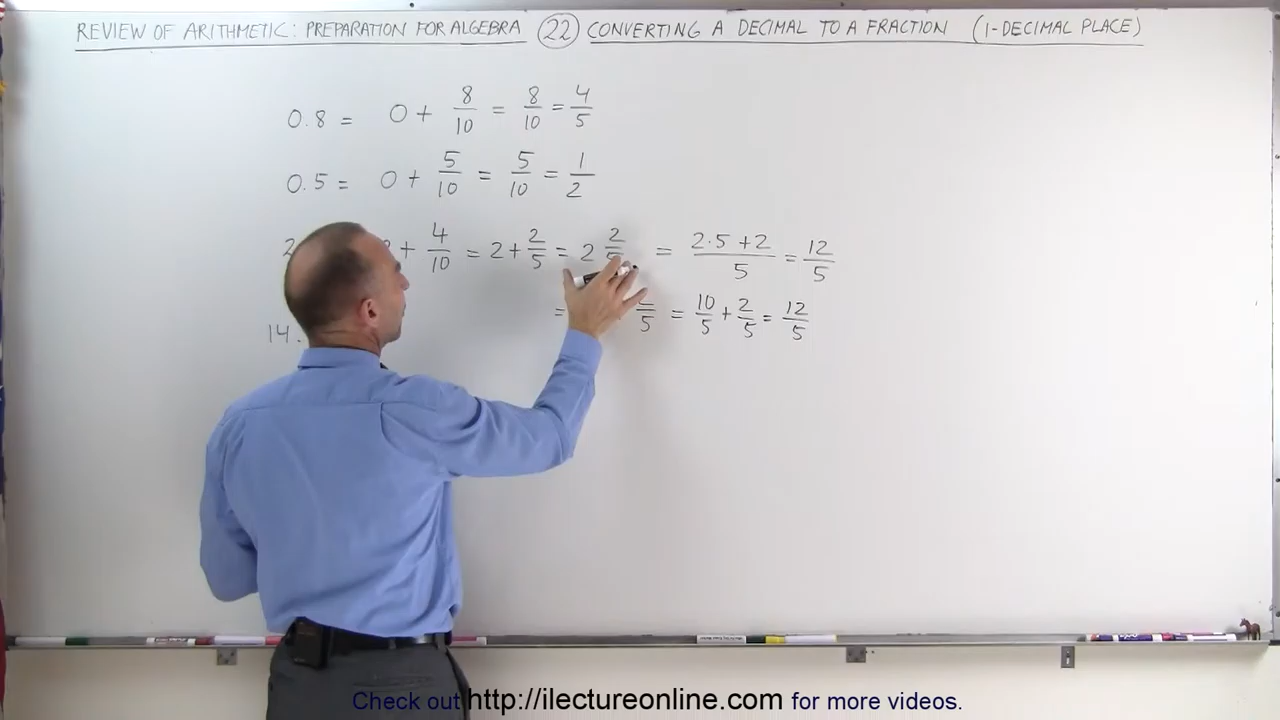 REVIEW OF ARITHMETIC: PREPARATION FOR ALGEBRA (22) CONVERTING A DECIMAL TO A FRACTION (1-DECIMAL PLACE)
0.8 = 0 + 8/10 = 8/10 = 4/5
0.5 = 0 + 5/10 = 5/10 = 1/2
2 + 4/10 = 2 + 2/5 = 2 2/5 = 2·5+2/5 = 12/5
= 5 = 10/5 + 2/5 = 12/5
14.
Check out http://ilectureonline.com for more videos.